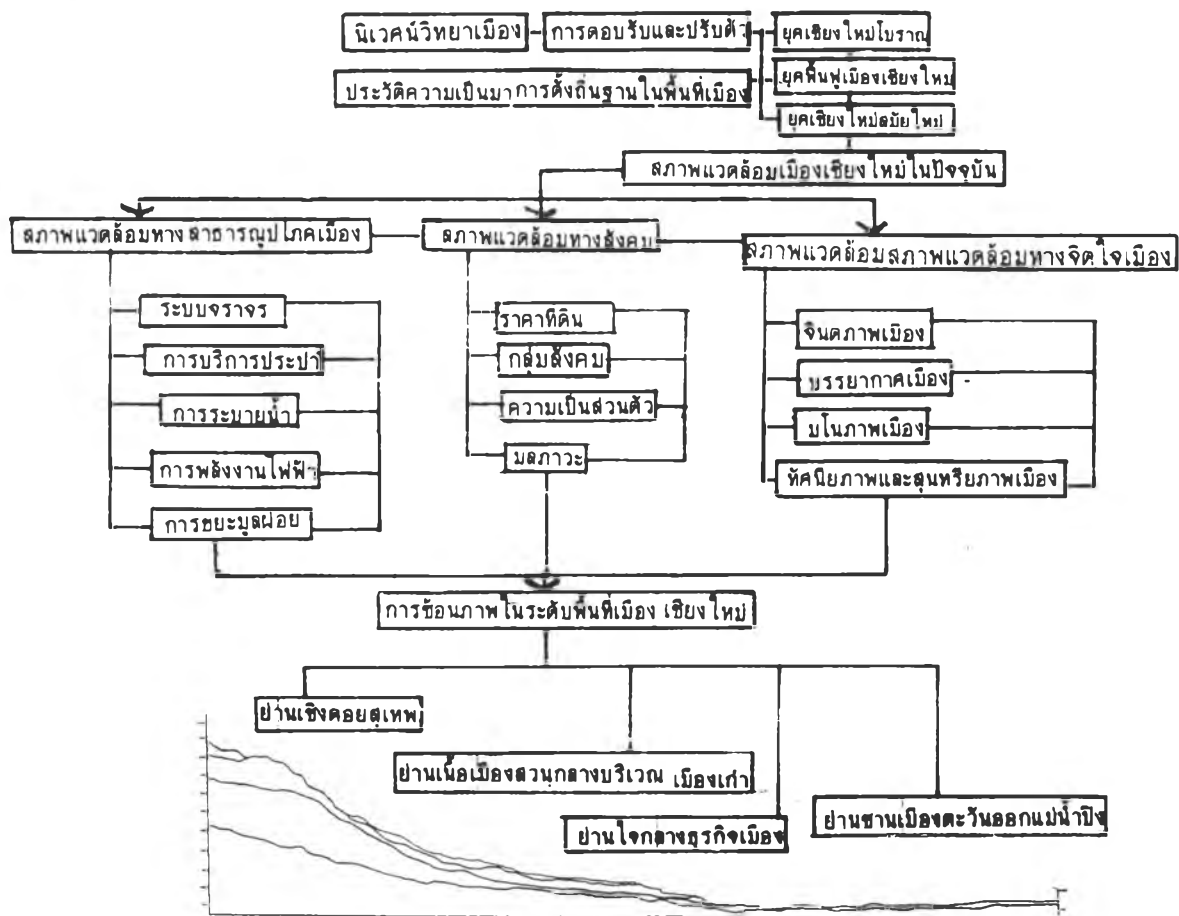 นิเวศน์วิทยาเมือง
การตอบรับและปรับตัว
ยุคเชียงใหม่โบราณ
ประวัติความเป็นมาการตั้งถิ่นฐานในพื้นที่เมือง
ยุคฟื้นฟูเมืองเชียงใหม่
ยุคเชียงใหม่สมัยใหม่
สภาพแวดล้อมเมืองเชียงใหม่ในปัจจุบัน
สภาพแวดล้อมทางสาธารณูปโภคเมือง
สภาพแวดล้อมทางสังคม
สภาพแวดล้อมสภาพแวดล้อมทางจิตใจเมือง
ระบบจราจร
การบริการประปา
การระบายน้ำ
การพลังงานไฟฟ้า
การขยะมูลฝอย
ราคาที่ดิน
กลุ่มสังคม
ความเป็นส่วนตัว
มลภาวะ
จินตภาพเมือง
บรรยากาศเมือง
มโนภาพเมือง
ทัศนียภาพและสุนทรียภาพเมือง
การซ้อนภาพในระดับพื้นที่เมือง เชียงใหม่
ย่านเชิงดอยสุเทพ
ย่านเนื้อเมืองส่วนกลางบริเวณ เมืองเก่า
ย่านใจกลางธุรกิจเมือง
ย่านชานเมืองตะวันออกแม่น้ำปิง